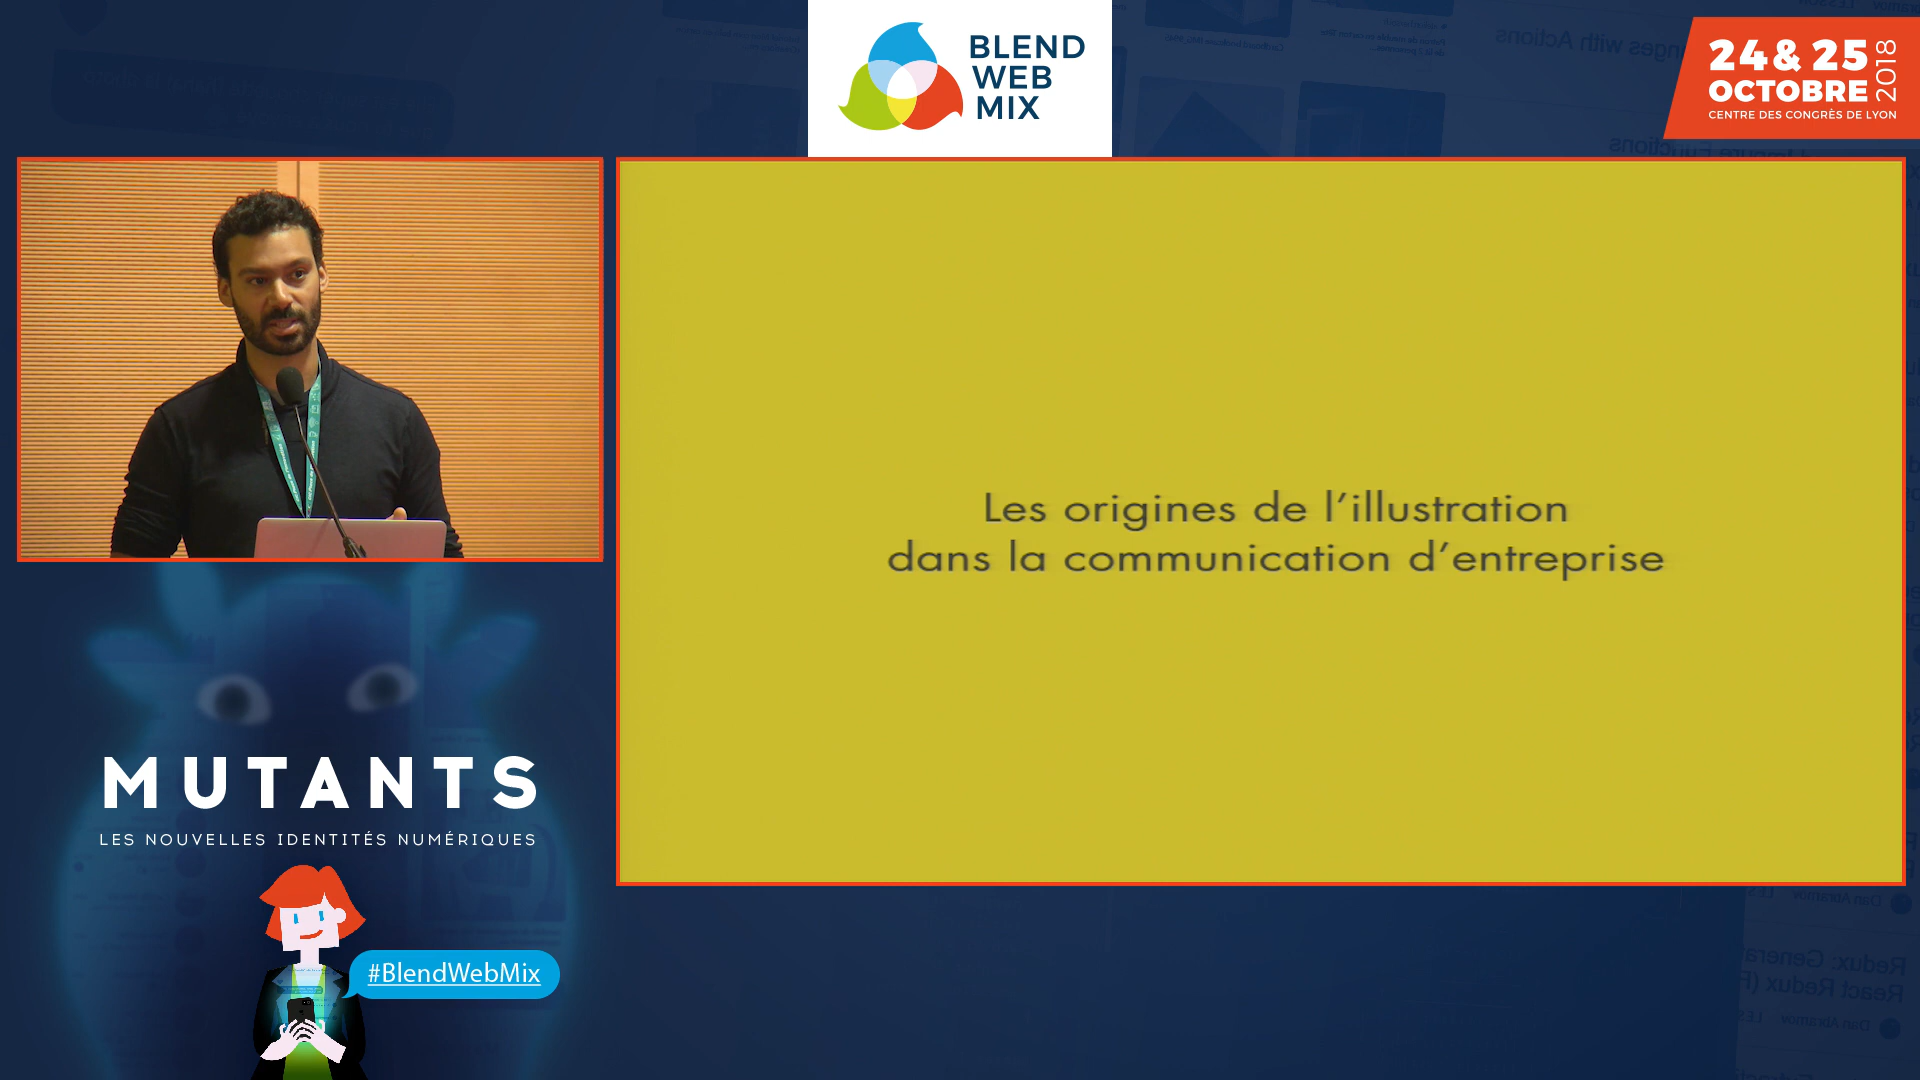 BLEND
WEB
MIX
24 & 25
OCTOBRE
2018
CENTRE DES CONGRÈS DE LYON
Les origines de l'illustration
dans la communication d'entreprise
MUTANTS
LES NOUVELLES IDENTITÉS NUMÉRIQUES
#BlendWebMix